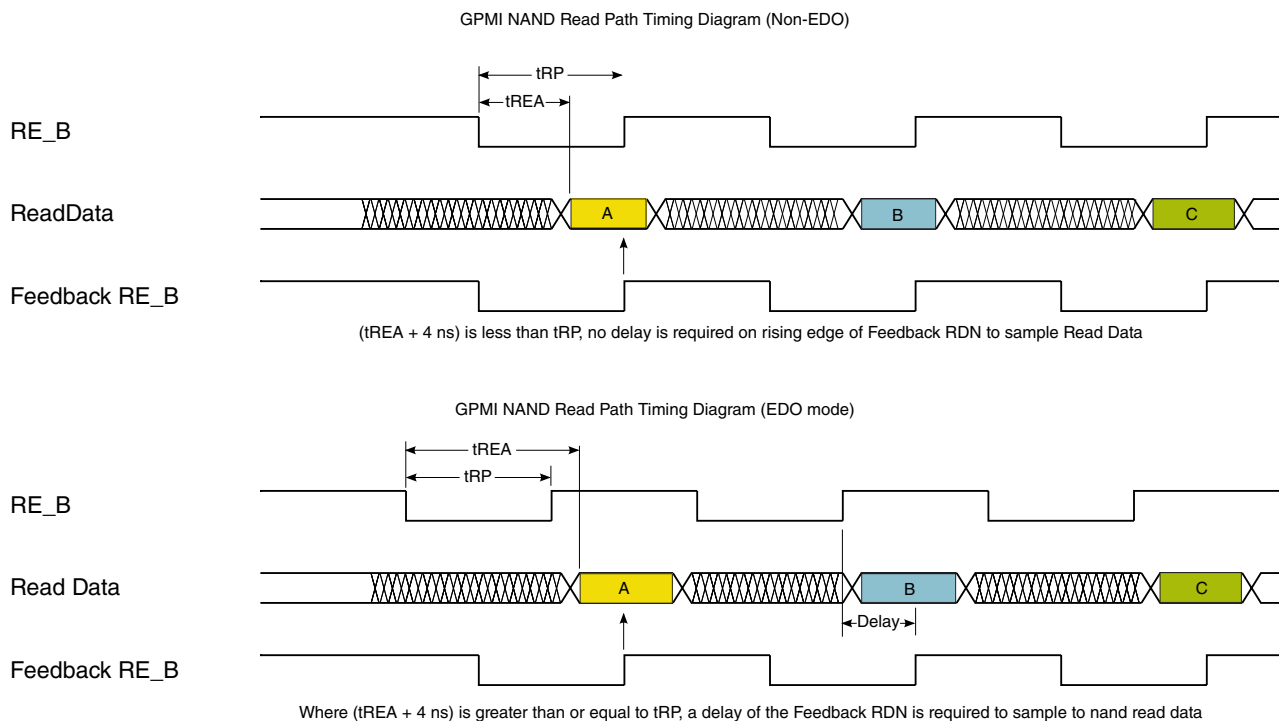 GPMI NAND Read Path Timing Diagram (Non-EDO)
tRP
tREA
RE_B
ReadData
A
B
C
Feedback RE_B
(tREA + 4 ns) is less than tRP, no delay is required on rising edge of Feedback RDN to sample Read Data
GPMI NAND Read Path Timing Diagram (EDO mode)
tREA
tRP
RE_B
Read Data
A
B
C
Delay
Feedback RE_B
Where (tREA + 4 ns) is greater than or equal to tRP, a delay of the Feedback RDN is required to sample to nand read data